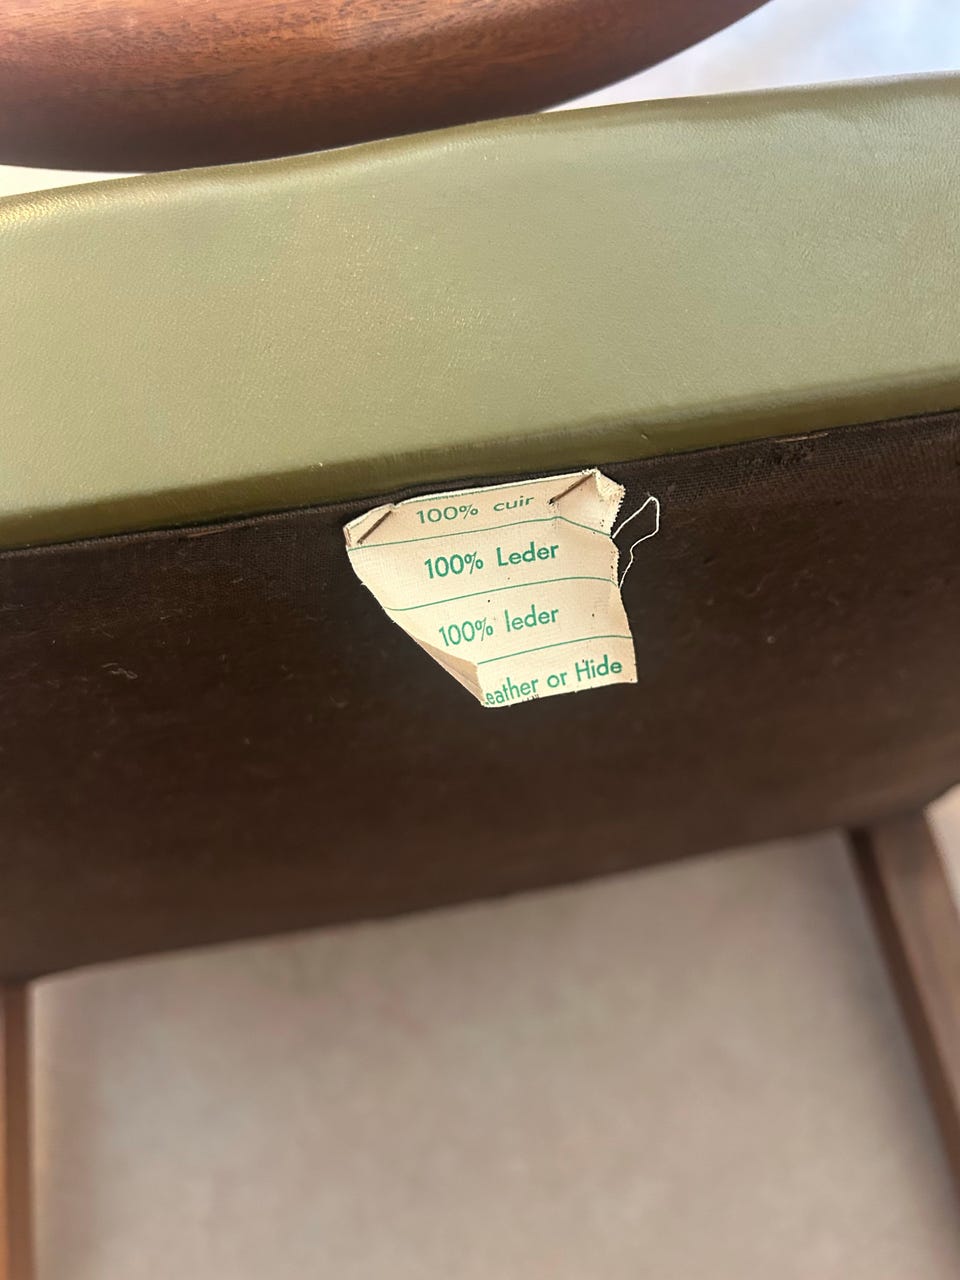 100% cuir
100% Leder
100% leder
eather or Hide